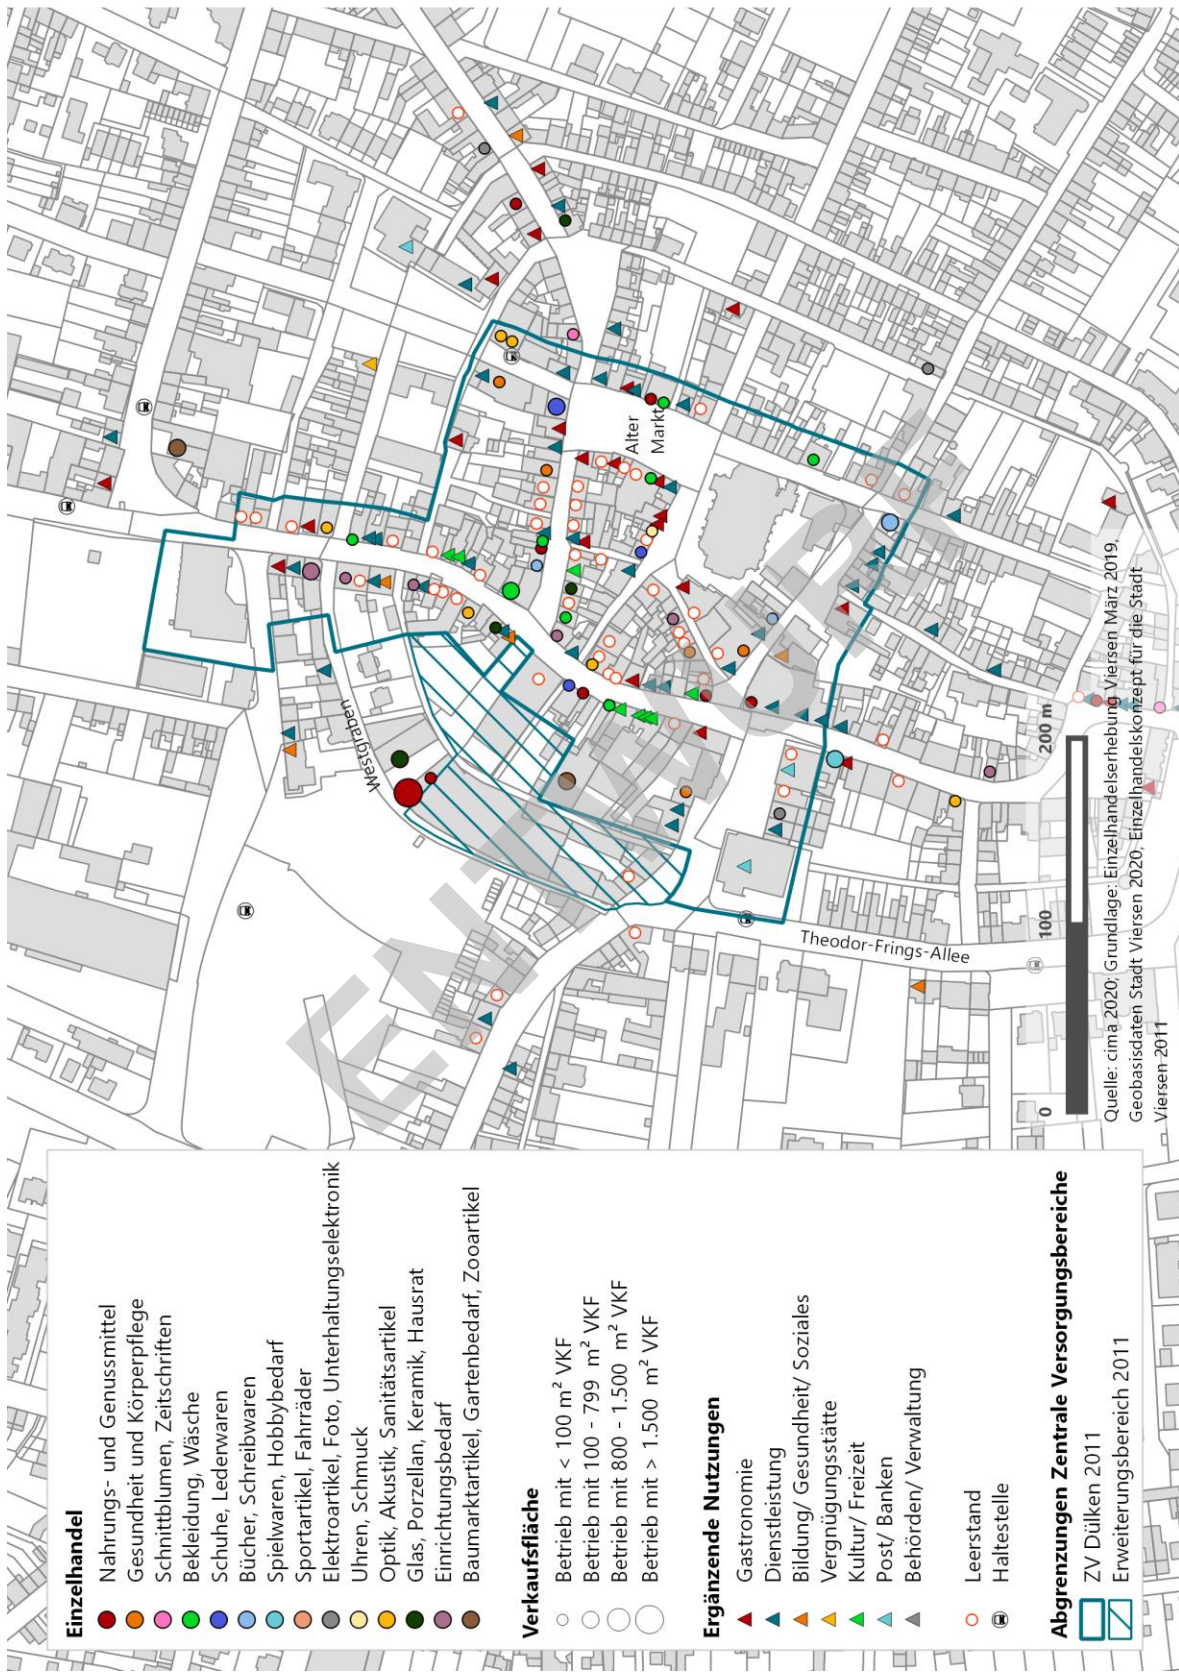 Einzelhandel
Nahrungs- und Genussmittel
Gesundheit und Körperpflege
Schnittblumen, Zeitschriften
Bekleidung, Wäsche
Schuhe, Lederwaren
Bücher, Schreibwaren
Spielwaren, Hobbybedarf
Sportartikel, Fahrräder
Elektroartikel, Foto, Unterhaltungselektronik
Uhren, Schmuck
Optik, Akustik, Sanitätsartikel
Glas, Porzellan, Keramik, Hausrat
Einrichtungsbedarf
Baumarktartikel, Gartenbedarf, Zooartikel
Verkaufsfläche
Betrieb mit < 100 m² VKF
Betrieb mit 100 - 799 m² VKF
Betrieb mit 800 - 1.500 m² VKF
Betrieb mit > 1.500 m² VKF
Ergänzende Nutzungen
Gastronomie
Dienstleistung
Bildung/ Gesundheit/ Soziales
Vergnügungsstätte
Kultur/ Freizeit
Post/ Banken
Behörden/ Verwaltung
Leerstand
Haltestelle
Abgrenzungen Zentrale Versorgungsbereiche
ZV Dülken 2011
Erweiterungsbereich 2011
Westgraben
Alter
Markt
Theodor-Frings-Allee
ENTWURF
0 100 200 m
Quelle: cima 2020; Grundlage: Einzelhandelserhebung Viersen März 2019,
Geobasisdaten Stadt Viersen 2020, Einzelhandelskonzept für die Stadt
Viersen 2011